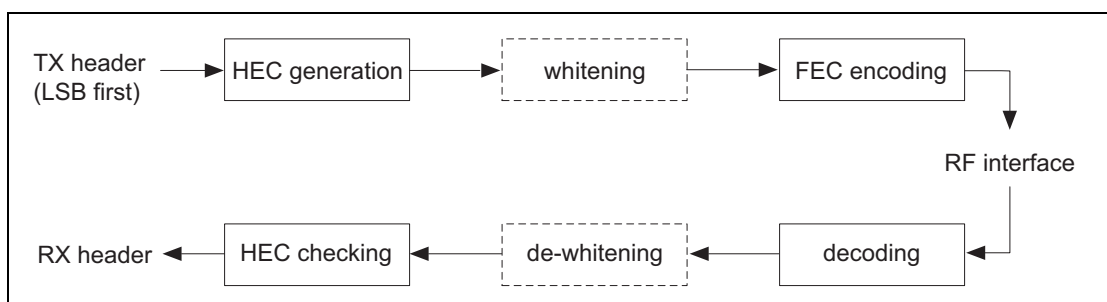 TX header
(LSB first)
HEC generation
whitening
FEC encoding
RF interface
RX header
HEC checking
de-whitening
decoding